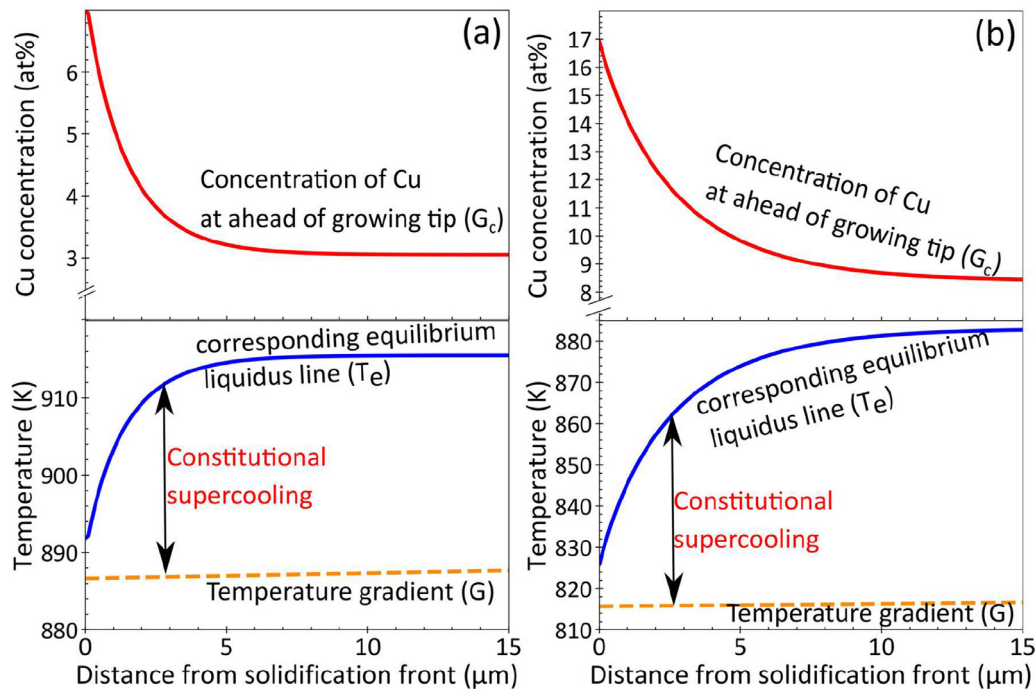 (a)
Cu concentration (at%)
6
5
4
3
Concentration of Cu
at ahead of growing tip (Gc)
corresponding equilibrium
liquidus line (Te)
Temperature (K)
910
900
890
880
Constitutional
supercooling
Temperature gradient (G)
0 5 10 15
Distance from solidification front (μm)
(b)
Cu concentration (at%)
17
16
14
13
12
11
10
9
8
Concentration of Cu
at ahead of growing tip (Gc)
corresponding equilibrium
liquidus line (Te)
Temperature (K)
880
870
860
850
840
830
820
810
Constitutional
supercooling
Temperature gradient (G)
0 5 10 15
Distance from solidification front (μm)